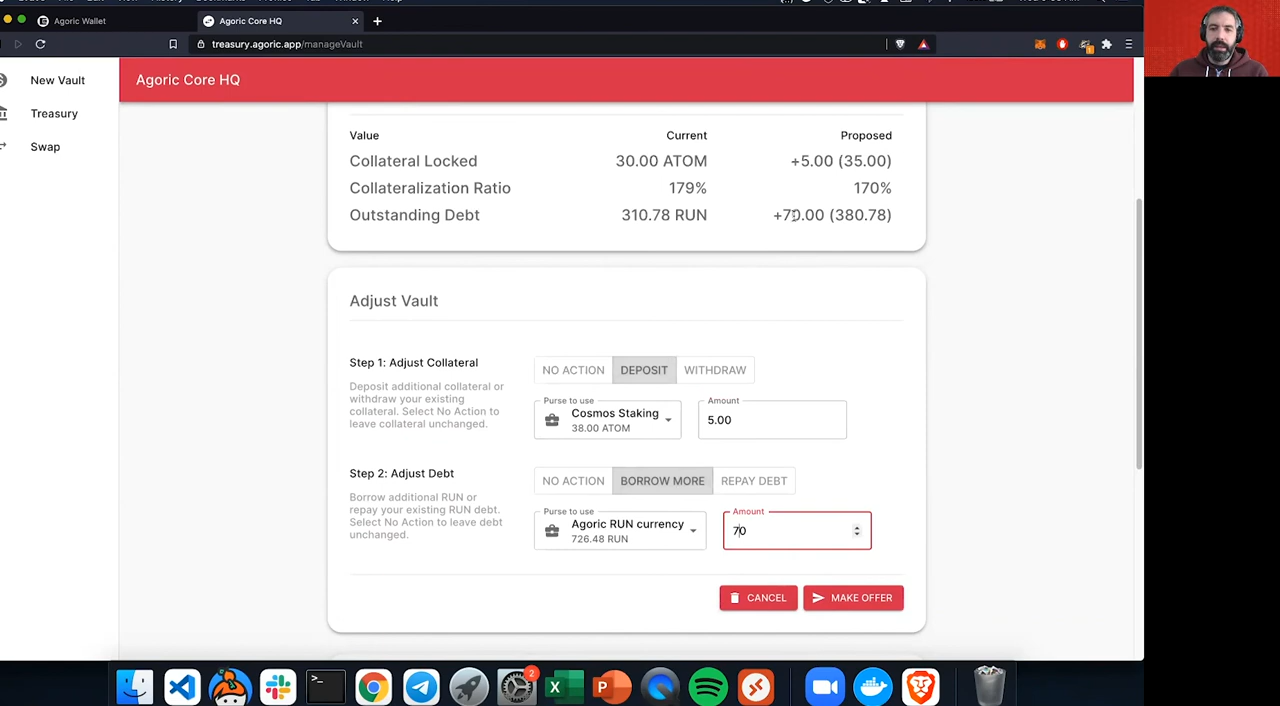 Agoric Wallet
Agoric Core HQ
treasury.agoric.app/manageVault
New Vault
Treasury
Swap
Agoric Core HQ
Value Current Proposed
Collateral Locked 30.00 ATOM +5.00 (35.00)
Collateralization Ratio 179% 170%
Outstanding Debt 310.78 RUN +70.00 (380.78)
Adjust Vault
Step 1: Adjust Collateral
Deposit additional collateral or
withdraw your existing
collateral. Select No Action to
leave collateral unchanged.
NO ACTION DEPOSIT WITHDRAW
Purse to use
Cosmos Staking
38.00 ATOM
Amount
5.00
Step 2: Adjust Debt
Borrow additional RUN or
repay your existing RUN debt.
Select No Action to leave debt
unchanged.
NO ACTION BORROW MORE REPAY DEBT
Purse to use
Agoric RUN currency
726.48 RUN
Amount
70
CANCEL MAKE OFFER
2